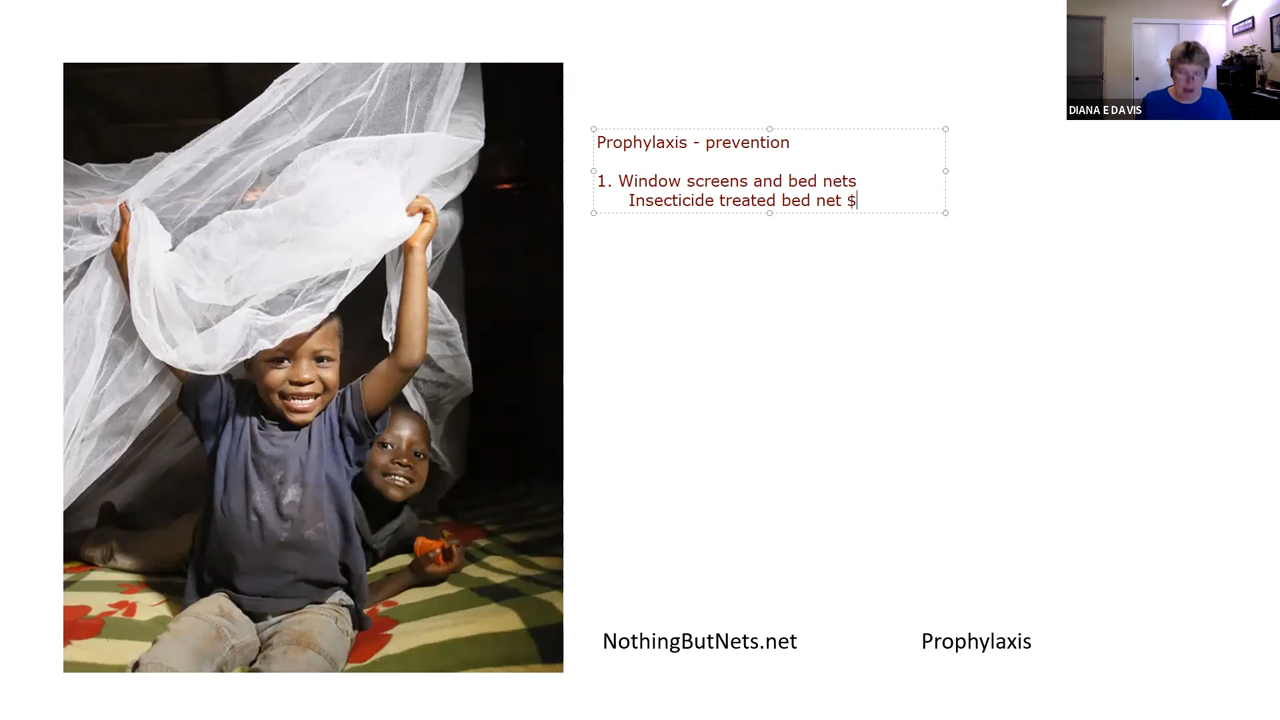 DIANA E DAVIS
Prophylaxis - prevention
1. Window screens and bed nets
Insecticide treated bed net $
NothingButNets.net
Prophylaxis